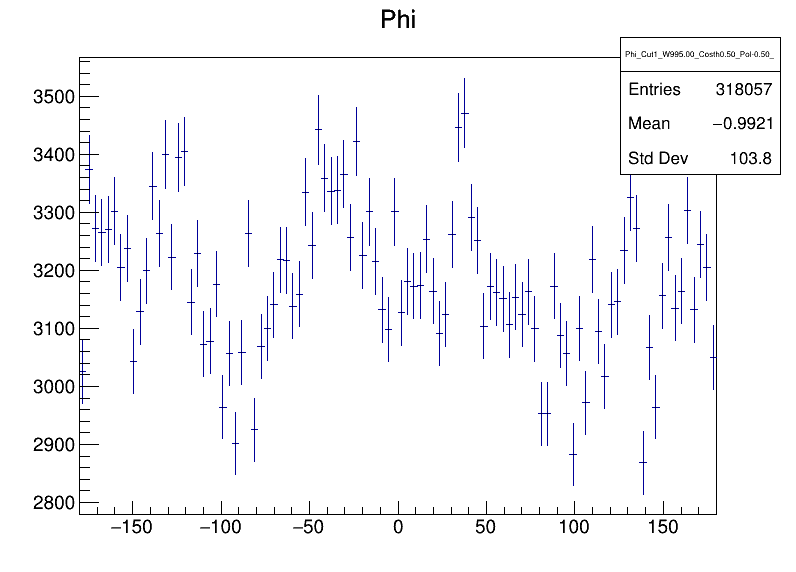 Phi
Phi_Cut1_W995.00_Costh0.50_Pol-0.50_
Entries 318057
Mean −0.9921
Std Dev 103.8
3500
3400
3300
3200
3100
3000
2900
2800
−150 −100 −50 0 50 100 150